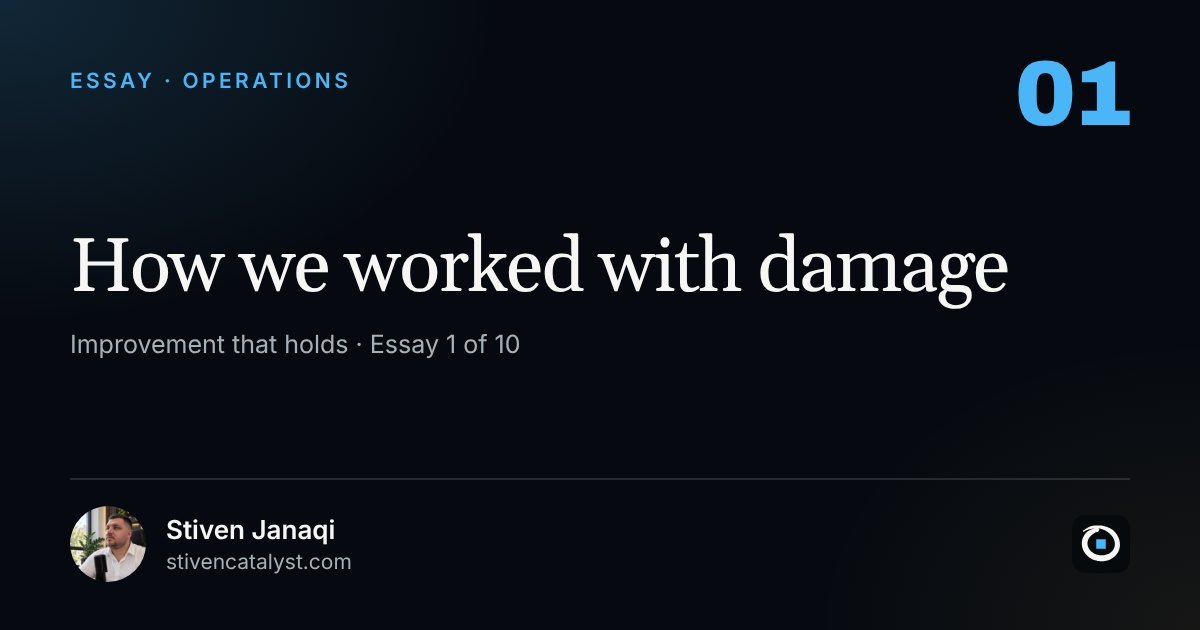 ESSAY · OPERATIONS
01
How we worked with damage
Improvement that holds · Essay 1 of 10
Stiven Janaqi
stivencatalyst.com